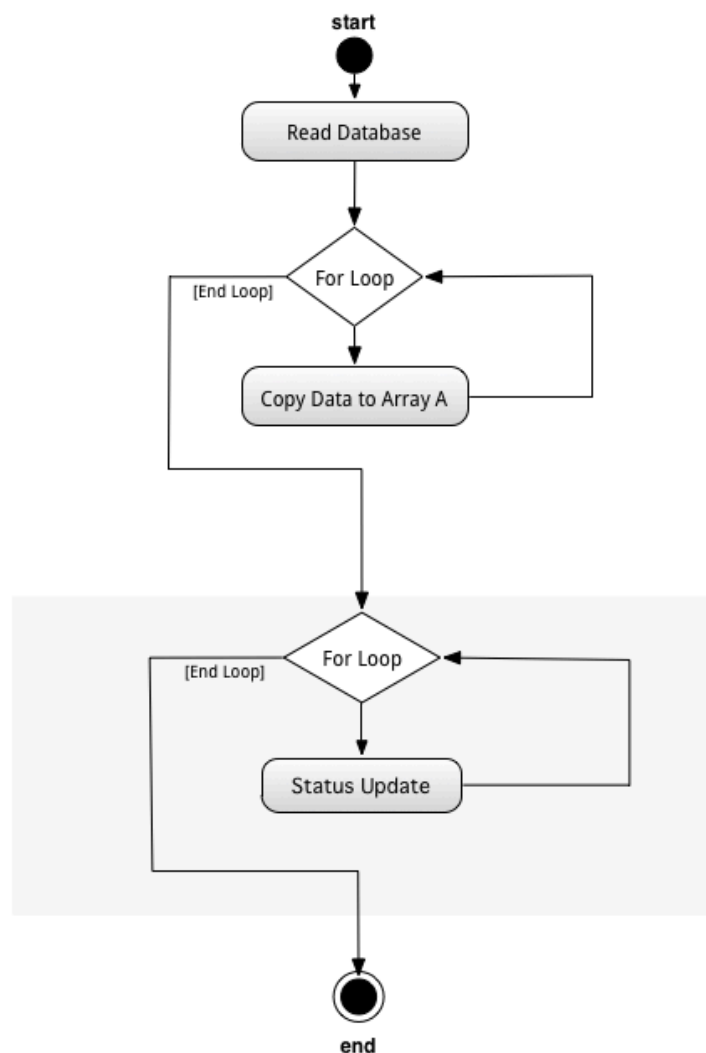 start
Read Database
For Loop
[End Loop]
Copy Data to Array A
For Loop
[End Loop]
Status Update
end